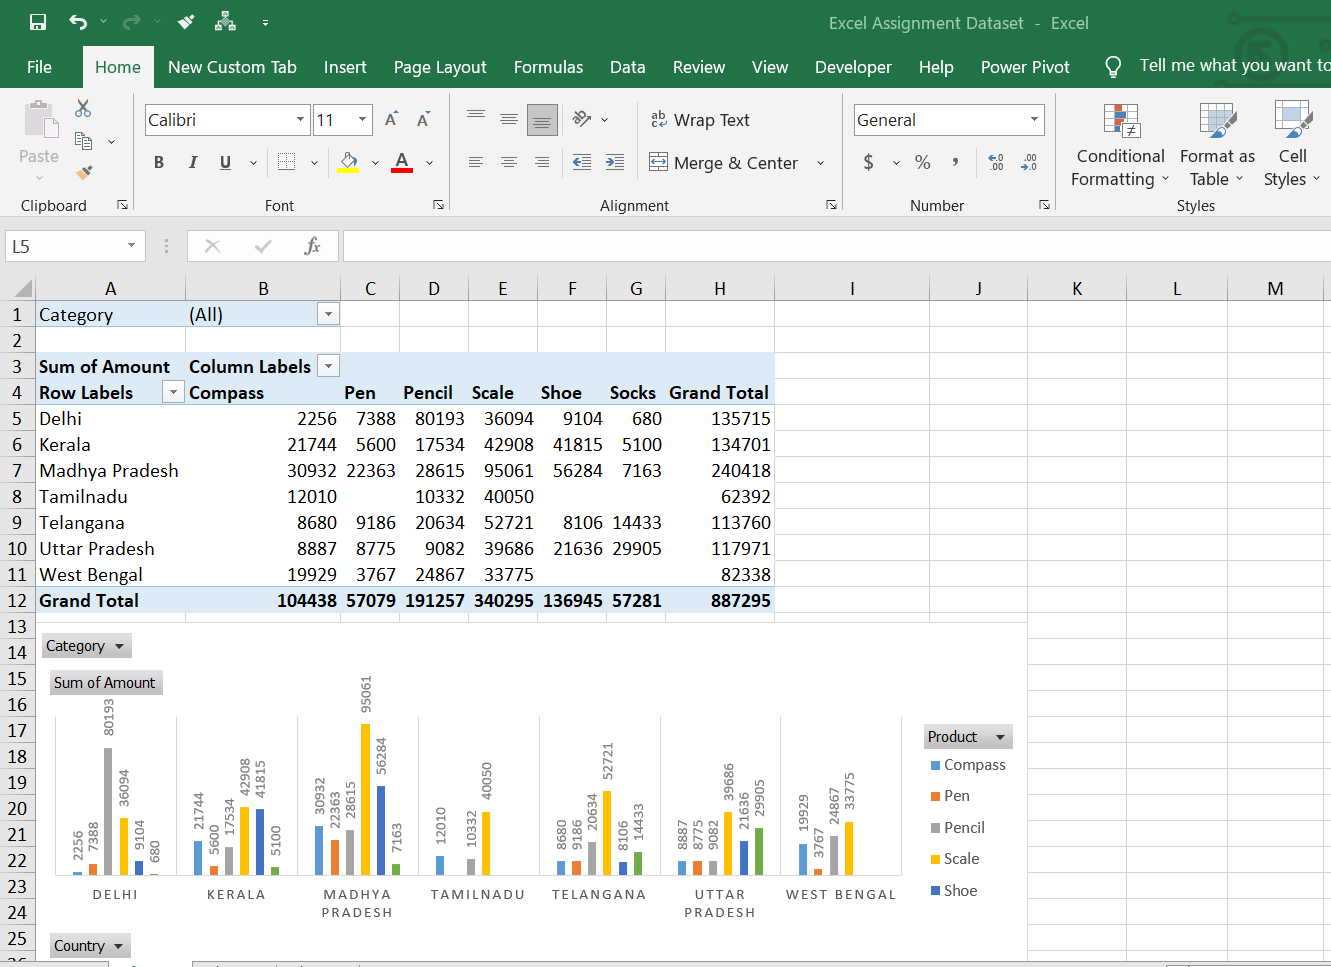 Excel Assignment Dataset - Excel
File Home New Custom Tab Insert Page Layout Formulas Data Review View Developer Help Power Pivot Tell me what you want to
Calibri 11 A A Wrap Text General
Paste B I U A Merge & Center $ % , .00 .00 Conditional Formatting Format as Table Cell Styles
Clipboard Font Alignment Number Styles
L5 fx
A B C D E F G H I J K L M
1 Category (All)
2
3 Sum of Amount Column Labels
4 Row Labels Compass Pen Pencil Scale Shoe Socks Grand Total
5 Delhi 2256 7388 80193 36094 9104 680 135715
6 Kerala 21744 5600 17534 42908 41815 5100 134701
7 Madhya Pradesh 30932 22363 28615 95061 56284 7163 240418
8 Tamilnadu 12010 10332 40050 62392
9 Telangana 8680 9186 20634 52721 8106 14433 113760
10 Uttar Pradesh 8887 8775 9082 39686 21636 29905 117971
11 West Bengal 19929 3767 24867 33775 82338
12 Grand Total 104438 57079 191257 340295 136945 57281 887295
13
14 Category
15 Sum of Amount
16
17
18
19
20
21
22
23
24
25
2256 7388 80193 36094 9104 680
21744 5600 17534 42908 41815 5100
30932 22363 28615 95061 56284 7163
12010 10332 40050
8680 9186 20634 52721 8106 14433
8887 8775 9082 39686 21636 29905
19929 3767 24867 33775
DELHI KERALA MADHYA PRADESH TAMILNADU TELANGANA UTTAR PRADESH WEST BENGAL
Product
Compass
Pen
Pencil
Scale
Shoe
Country